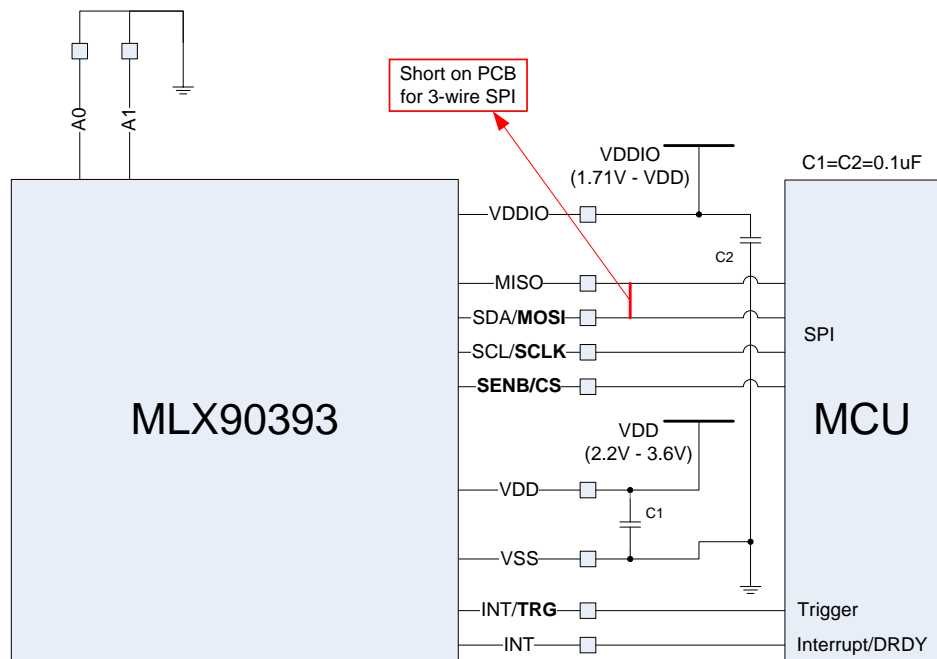 A0
A1
Short on PCB
for 3-wire SPI
VDDIO
(1.71V - VDD)
C1=C2=0.1uF
VDDIO
C2
MISO
SDA/MOSI
SPI
SCL/SCLK
SENB/CS
MLX90393
MCU
VDD
(2.2V - 3.6V)
VDD
C1
VSS
INT/TRG
Trigger
INT
Interrupt/DRDY